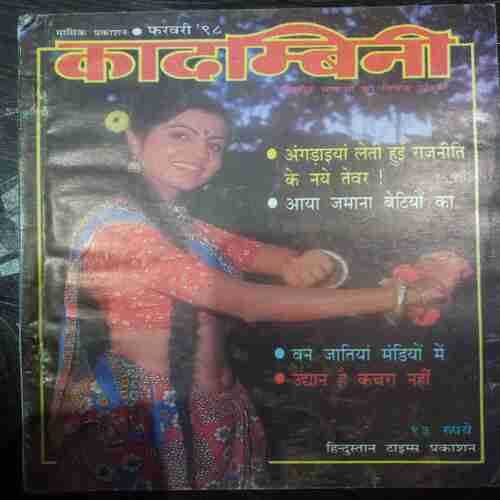 मासिक प्रकाशन • फरवरी '९८
कादम्बिनी
• अंगड़ाइयां लेती हुई राजनीति
के नये तेवर !
• आया जमाना बेटियों का
• वन जातियां मंडियों में
• उद्यान है कचरा नहीं
रुपये
हिन्दुस्तान टाइम्स प्रकाशन